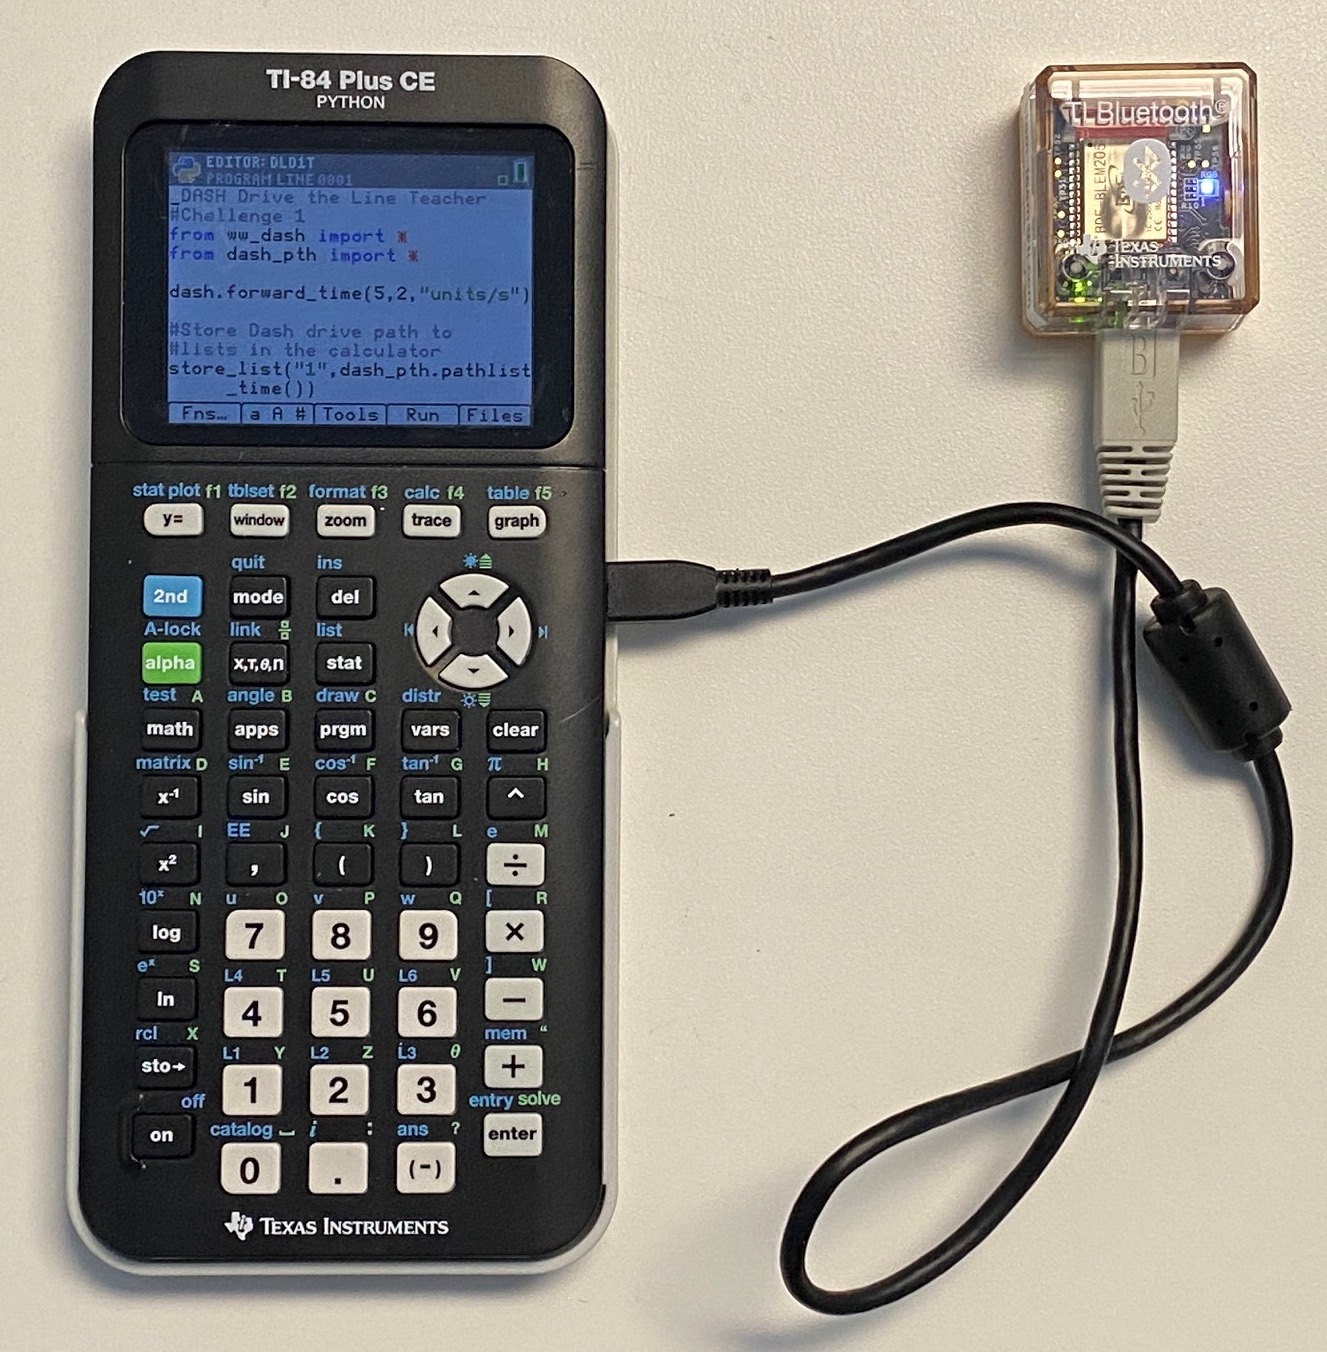 TI-84 Plus CE
PYTHON
EDITOR: DLD1T
PROGRAM LINE 0001
_DASH Drive the Line Teacher
#Challenge 1
from ww_dash import *
from dash_pth import *
dash.forward_time(5,2,"units/s")
#Store Dash drive path to
#lists in the calculator
store_list("1",dash_pth.pathlist
_time())
Fns… a A # Tools Run Files
stat plot f1 tblset f2 format f3 calc f4 table f5
y= window zoom trace graph
quit ins
2nd mode del
A-lock link list
alpha X,T,θ,n stat
test A angle B draw C distr
math apps prgm vars clear
matrix D sin-1 E cos-1 F tan-1 G π H
x-1 sin cos tan ^
√ I EE J { K } L e M
x² , ( ) ÷
10ˣ N u O v P w Q [ R
log 7 8 9 ×
eˣ S L4 T L5 U L6 V ] W
ln 4 5 6 −
rcl X L1 Y L2 Z L3 θ mem “
sto→ 1 2 3 +
off catalog i : ans ? entry solve
on 0 . (-) enter
TEXAS INSTRUMENTS
TI Bluetooth®
TEXAS
INSTRUMENTS
RGB